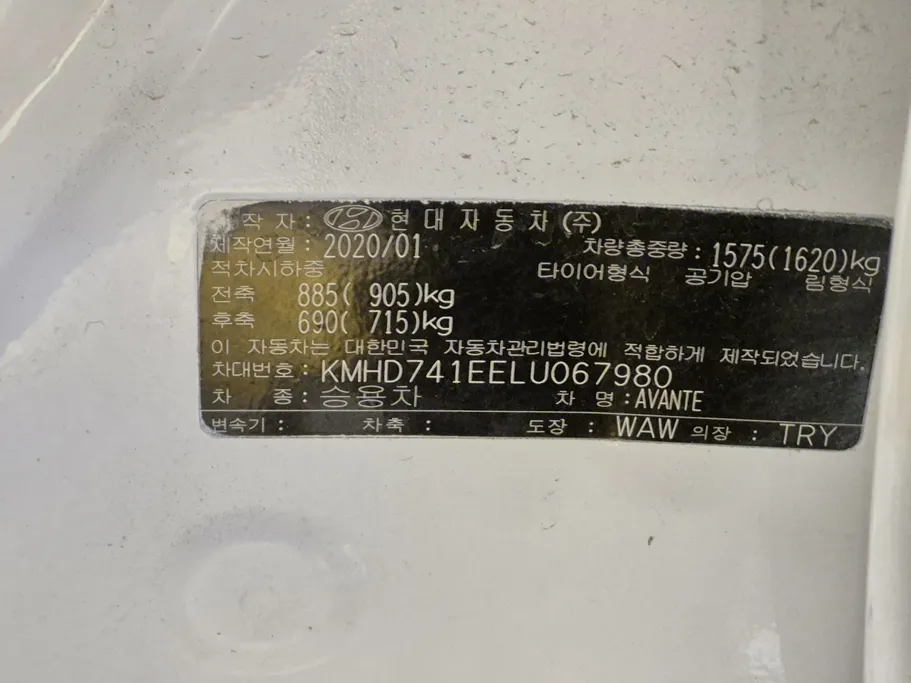 작 자 : 현대자동차(주)
제작연월 : 2020/01 차량총중량 : 1575(1620)kg
적차시하중 타이어형식 공기압 림형식
전축 885( 905)kg
후축 690( 715)kg
이 자동차는 대한민국 자동차관리법령에 적합하게 제작되었습니다.
차대번호 : KMHD741EELU067980
차 종 : 승용차 차 명 : AVANTE
변속기 : 차축 : 도장 : WAW 의장 : TRY